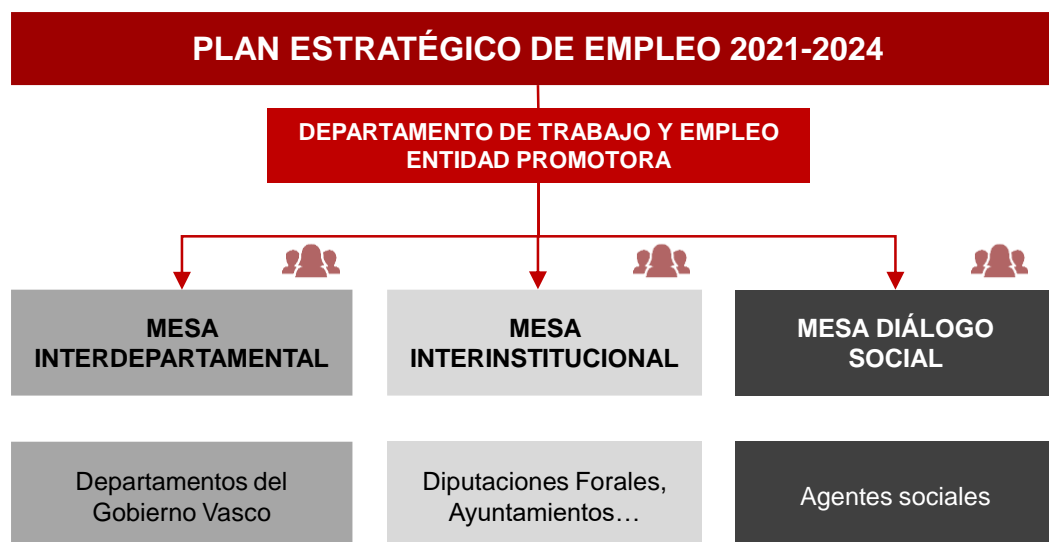 PLAN ESTRATÉGICO DE EMPLEO 2021-2024
DEPARTAMENTO DE TRABAJO Y EMPLEO
ENTIDAD PROMOTORA
MESA
INTERDEPARTAMENTAL
MESA
INTERINSTITUCIONAL
MESA DIÁLOGO
SOCIAL
Departamentos del
Gobierno Vasco
Diputaciones Forales,
Ayuntamientos…
Agentes sociales